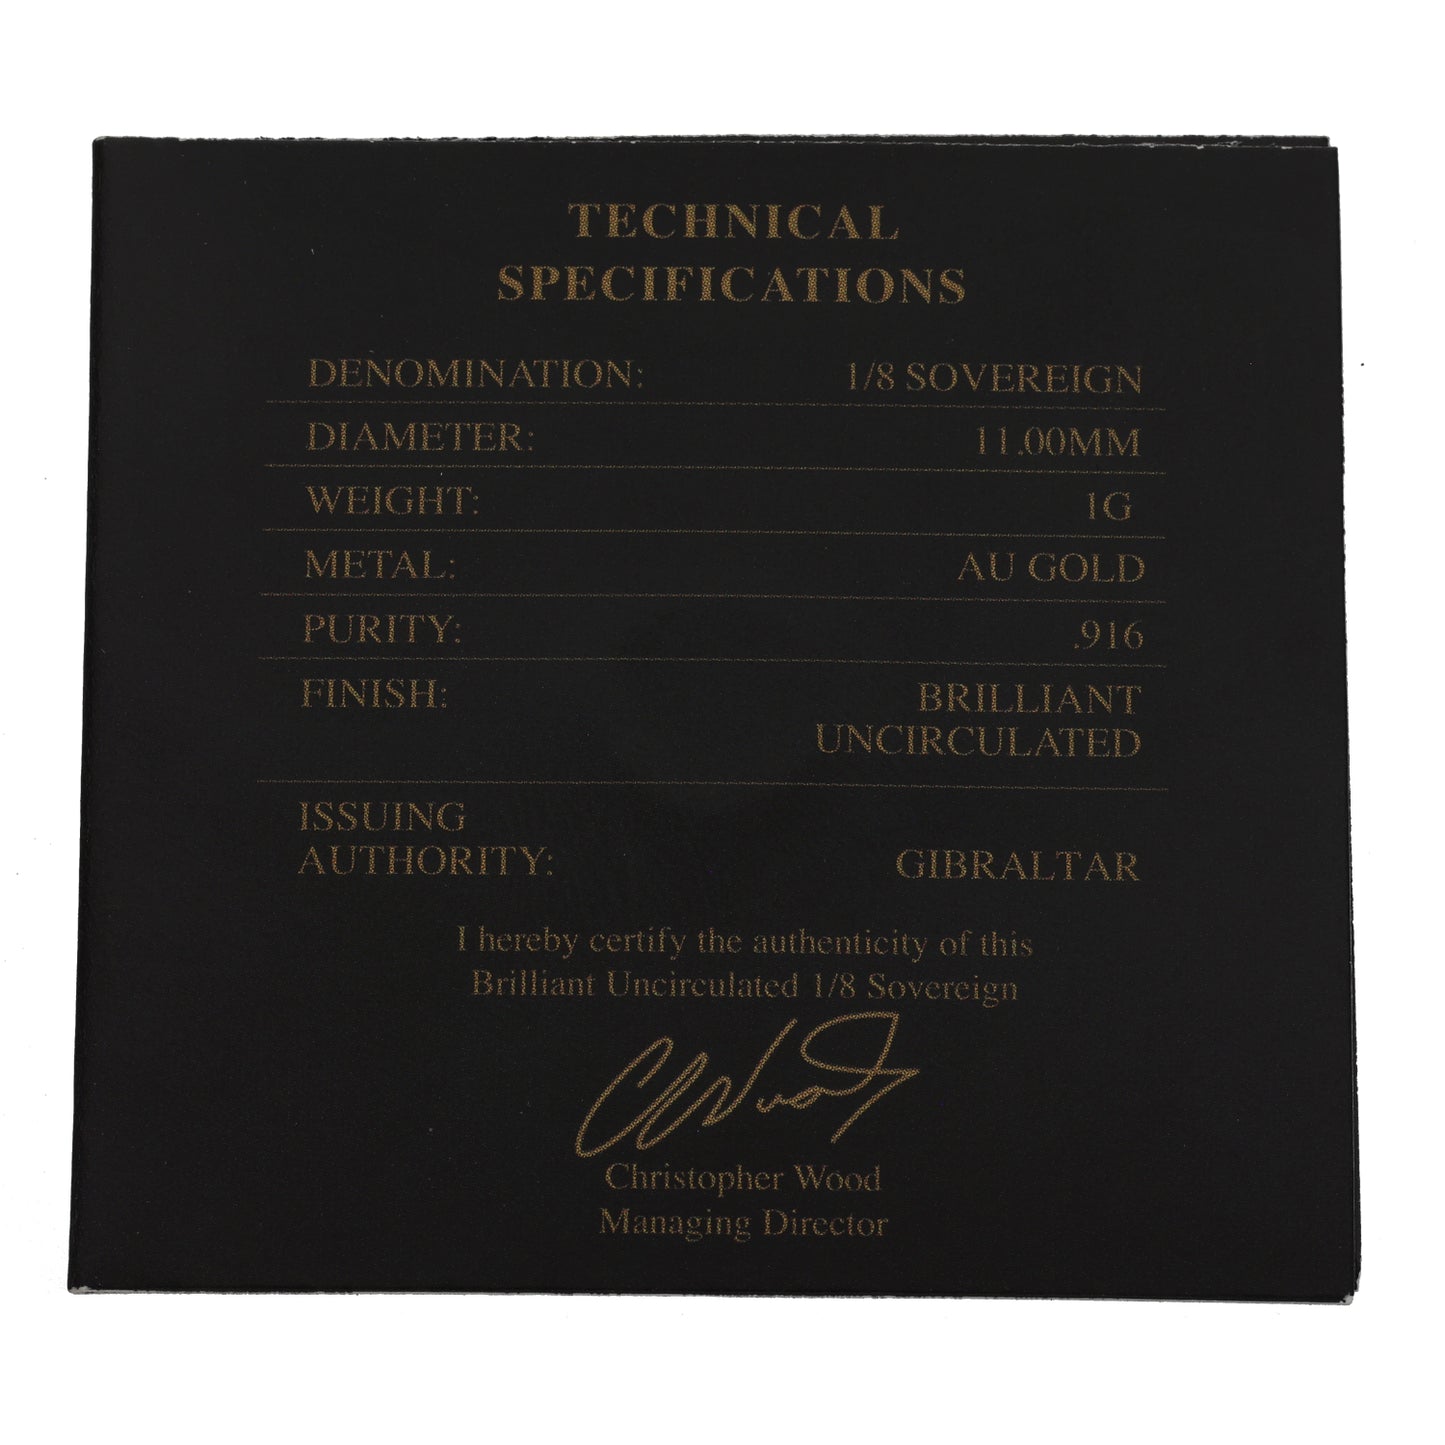 TECHNICAL
SPECIFICATIONS
DENOMINATION: 1/8 SOVEREIGN
DIAMETER: 11.00MM
WEIGHT: 1G
METAL: AU GOLD
PURITY: .916
FINISH: BRILLIANT
UNCIRCULATED
ISSUING
AUTHORITY: GIBRALTAR
I hereby certify the authenticity of this
Brilliant Uncirculated 1/8 Sovereign
C Wood
Christopher Wood
Managing Director